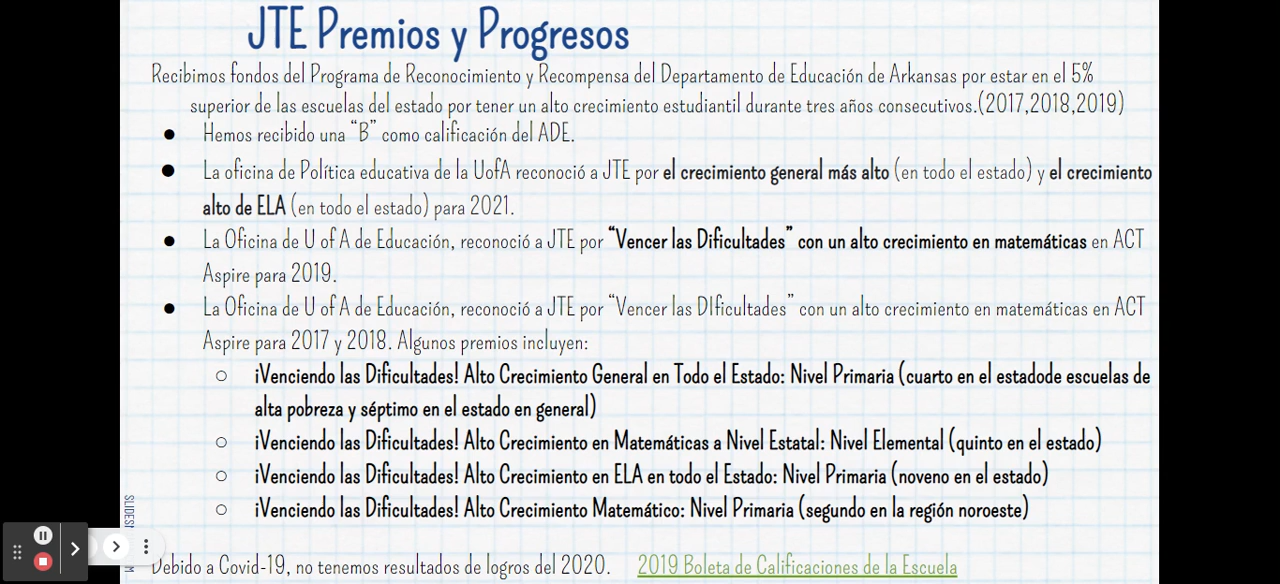 JTE Premios y Progresos
Recibimos fondos del Programa de Reconocimiento y Recompensa del Departamento de Educación de Arkansas por estar en el 5%
superior de las escuelas del estado por tener un alto crecimiento estudiantil durante tres años consecutivos.(2017,2018,2019)
● Hemos recibido una “B” como calificación del ADE.
● La oficina de Política educativa de la UofA reconoció a JTE por el crecimiento general más alto (en todo el estado) y el crecimiento
alto de ELA (en todo el estado) para 2021.
● La Oficina de U of A de Educación, reconoció a JTE por “Vencer las Dificultades” con un alto crecimiento en matemáticas en ACT
Aspire para 2019.
● La Oficina de U of A de Educación, reconoció a JTE por “Vencer las DIficultades” con un alto crecimiento en matemáticas en ACT
Aspire para 2017 y 2018. Algunos premios incluyen:
○ ¡Venciendo las Dificultades! Alto Crecimiento General en Todo el Estado: Nivel Primaria (cuarto en el estadode escuelas de
alta pobreza y séptimo en el estado en general)
○ ¡Venciendo las Dificultades! Alto Crecimiento en Matemáticas a Nivel Estatal: Nivel Elemental (quinto en el estado)
○ ¡Venciendo las Dificultades! Alto Crecimiento en ELA en todo el Estado: Nivel Primaria (noveno en el estado)
○ ¡Venciendo las Dificultades! Alto Crecimiento Matemático: Nivel Primaria (segundo en la región noroeste)
Debido a Covid-19, no tenemos resultados de logros del 2020. 2019 Boleta de Calificaciones de la Escuela